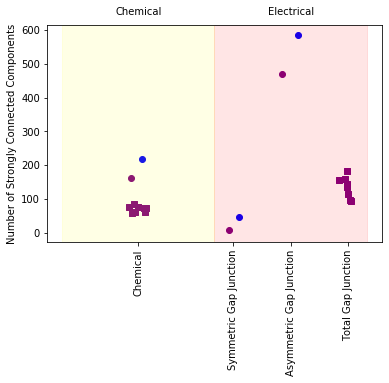 Chemical
Electrical
Number of Strongly Connected Components
600
500
400
300
200
100
0
Chemical
Symmetric Gap Junction
Asymmetric Gap Junction
Total Gap Junction